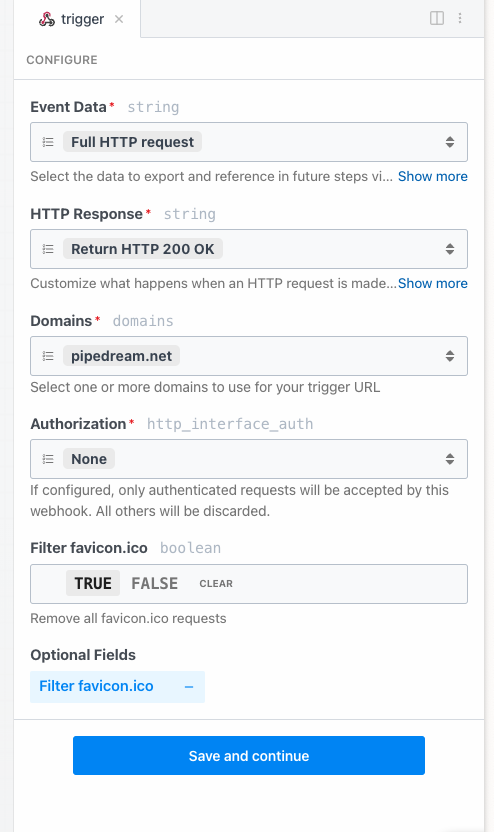 trigger
CONFIGURE
Event Data* string
Full HTTP request
Select the data to export and reference in future steps vi... Show more
HTTP Response* string
Return HTTP 200 OK
Customize what happens when an HTTP request is made...Show more
Domains* domains
pipedream.net
Select one or more domains to use for your trigger URL
Authorization* http_interface_auth
None
If configured, only authenticated requests will be accepted by this
webhook. All others will be discarded.
Filter favicon.ico boolean
TRUE FALSE CLEAR
Remove all favicon.ico requests
Optional Fields
Filter favicon.ico –
Save and continue